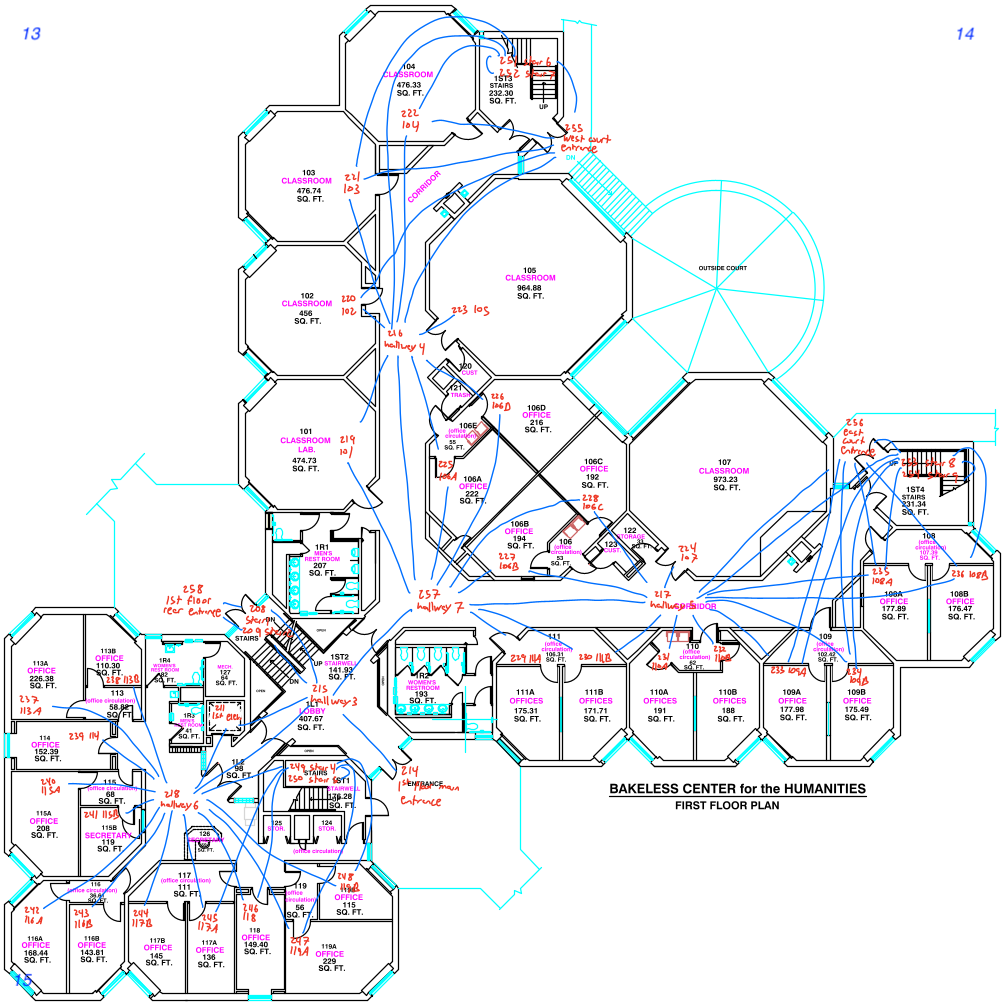 13
14
104
CLASSROOM
476.33
SQ. FT.
222
104
251 stair 6
252 stair 7
1ST3
STAIRS
232.30
SQ. FT.
UP
255
west court
entrance
DN
103
CLASSROOM
476.74
SQ. FT.
221
103
CORRIDOR
105
CLASSROOM
964.88
SQ. FT.
OUTSIDE COURT
102
CLASSROOM
456
SQ. FT.
220
102
223 105
216
hallway 4
120
CUST
121
TRASH
226
106D
106D
OFFICE
216
SQ. FT.
106E
(office
circulation)
55
SQ. FT.
101
CLASSROOM
LAB.
474.73
SQ. FT.
219
101
225
106A
106A
OFFICE
222
SQ. FT.
106C
OFFICE
192
SQ. FT.
228
106C
107
CLASSROOM
973.23
SQ. FT.
256
east
court
entrance
UP
253 stair 8
254 stair 9
1ST4
STAIRS
231.34
SQ. FT.
106B
OFFICE
194
SQ. FT.
227
106B
106
(office
circulation)
53
SQ. FT.
122
STORAGE
31
SQ. FT.
123
CUST.
224
107
108
(office
circulation)
107.39
SQ. FT.
235
108A
236 108B
108A
OFFICE
177.89
SQ. FT.
108B
OFFICE
176.47
SQ. FT.
1R1
MEN'S
REST ROOM
207
SQ. FT.
258
1st floor
rear entrance
208
stair
209
DN
STAIRS
OPEN
257
hallway 7
217
hallway
CORRIDOR
UP
1ST2
STAIRWELL
141.93
SQ. FT.
DN
OPEN
OPEN
215
hallway 3
1L1
LOBBY
407.67
SQ. FT.
1R2
WOMEN'S
RESTROOM
193
SQ. FT.
111
(office
circulation)
106.31
SQ. FT.
229 111A
230 111B
111A
OFFICE
175.31
SQ. FT.
111B
OFFICE
171.71
SQ. FT.
110
(office
circulation)
62
SQ. FT.
231
110A
232
110B
110A
OFFICE
191
SQ. FT.
110B
OFFICE
188
SQ. FT.
109
(office
circulation)
102.42
SQ. FT.
233 109A
234
109B
109A
OFFICE
177.98
SQ. FT.
109B
OFFICE
175.49
SQ. FT.
113A
OFFICE
226.38
SQ. FT.
113B
OFFICE
110.30
SQ. FT.
238 113B
237
113A
113
(office circulation)
58.82
SQ. FT.
1R4
WOMEN'S
REST ROOM
82
SQ. FT.
MECH.
64
SQ. FT.
1R3
MEN'S
REST ROOM
41
SQ. FT.
211
1st elev
114
OFFICE
152.39
SQ. FT.
239 114
1L2
98
SQ. FT.
OPEN
249 stair 4
250 stair
STAIRS
1ST1
STAIRWELL
176.28
SQ. FT.
UP
214
1st floor main
entrance
ENTRANCE
240
115A
115
(office circulation)
68
SQ. FT.
218
hallway 6
115A
OFFICE
208
SQ. FT.
241 115B
115B
SECRETARY
119
SQ. FT.
126
SECRETARY
SQ. FT.
125
STOR.
124
STOR.
(office circulation)
BAKELESS CENTER for the HUMANITIES
FIRST FLOOR PLAN
116
(office circulation)
36.61
SQ. FT.
117
(office circulation)
111
SQ. FT.
119
(office
circulation)
56
SQ. FT.
248
119B
119B
OFFICE
115
SQ. FT.
242
116A
243
116B
244
117B
245
117A
246
118
247
119A
116A
OFFICE
168.44
SQ. FT.
116B
OFFICE
143.81
SQ. FT.
117B
OFFICE
145
SQ. FT.
117A
OFFICE
136
SQ. FT.
118
OFFICE
149.40
SQ. FT.
119A
OFFICE
229
SQ. FT.
15